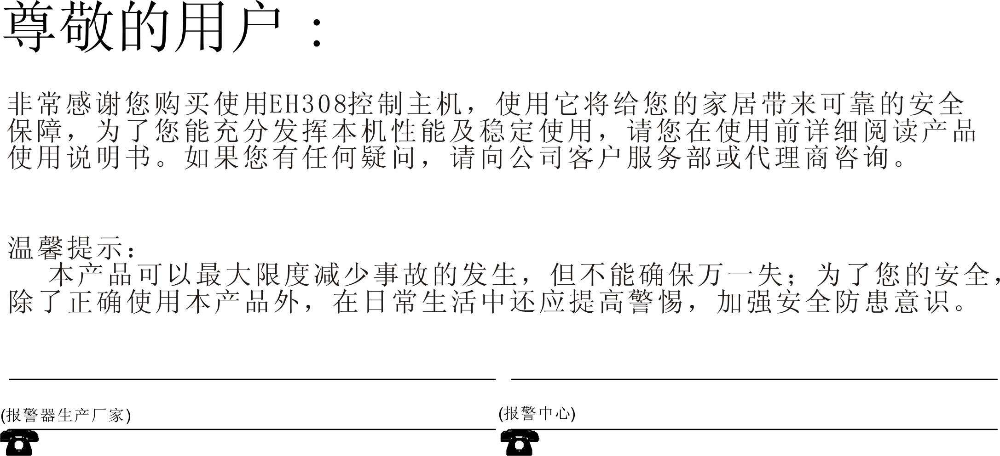 尊敬的用户：
非常感谢您购买使用EH308控制主机，使用它将给您的家居带来可靠的安全
保障，为了您能充分发挥本机性能及稳定使用，请您在使用前详细阅读产品
使用说明书。如果您有任何疑问，请向公司客户服务部或代理商咨询。
温馨提示：
本产品可以最大限度减少事故的发生，但不能确保万一失；为了您的安全，
除了正确使用本产品外，在日常生活中还应提高警惕，加强安全防患意识。
(报警器生产厂家)
(报警中心)